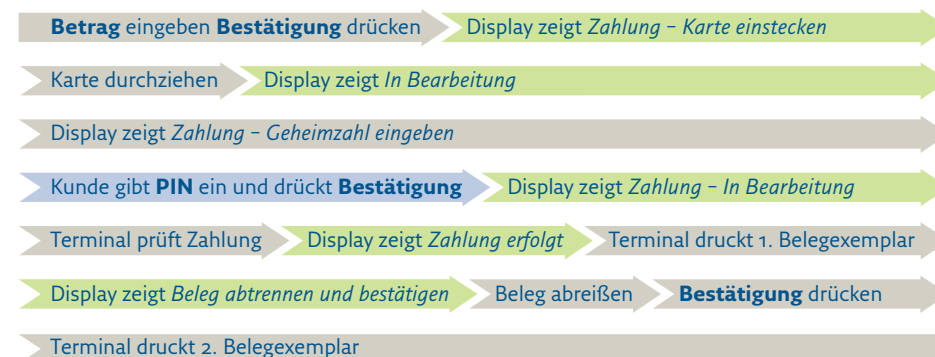 Betrag eingeben Bestätigung drücken Display zeigt Zahlung – Karte einstecken
Karte durchziehen Display zeigt In Bearbeitung
Display zeigt Zahlung – Geheimzahl eingeben
Kunde gibt PIN ein und drückt Bestätigung Display zeigt Zahlung – In Bearbeitung
Terminal prüft Zahlung Display zeigt Zahlung erfolgt Terminal druckt 1. Belegexemplar
Display zeigt Beleg abtrennen und bestätigen Beleg abreißen Bestätigung drücken
Terminal druckt 2. Belegexemplar